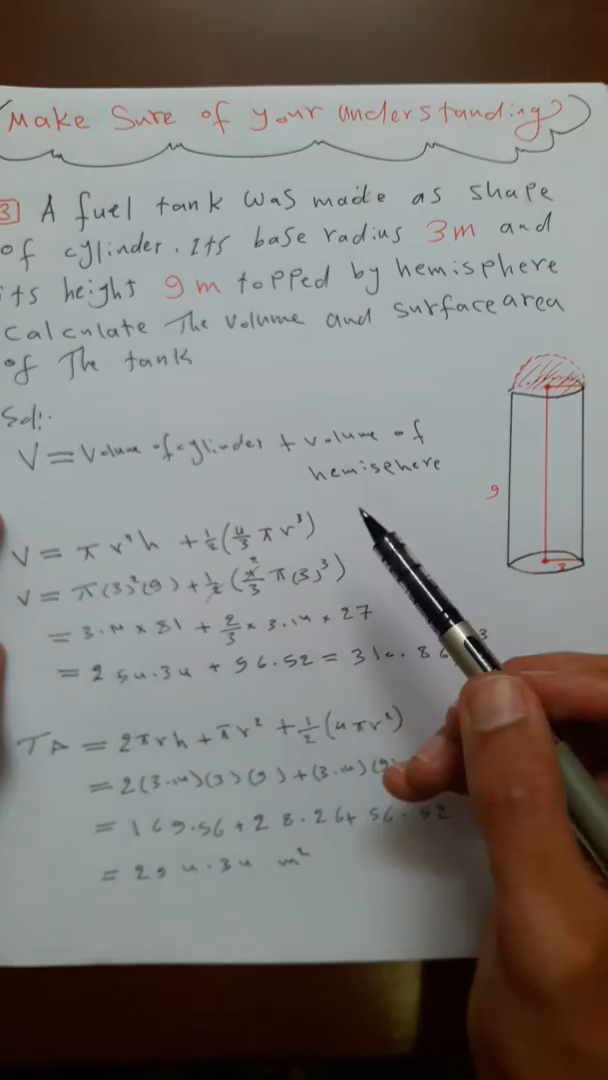 Make Sure of your understanding
3 A fuel tank was made as shape
of cylinder. Its base radius 3m and
its height 9m topped by hemisphere
calculate The volume and surface area
of The tank
Sol:
V = Volume of cylinder + volume of
hemisphere
9
3
V = π r² h + 1/2 (4/3 π r³)
V = π (3)² (9) + 1/2 (4/3 π (3)³)
= 3.14 × 81 + 2/3 × 3.14 × 27
= 254.34 + 56.52 = 310.86
TA = 2πrh + πr² + 1/2 (4πr²)
= 2(3.14)(3)(9) + (3.14)(9)
= 169.56 + 28.26 + 56.52
= 254.34 m²